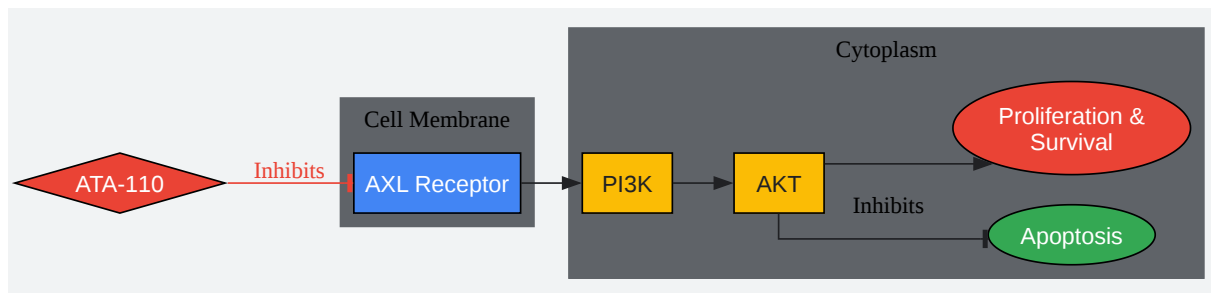 Cytoplasm
Cell Membrane
Proliferation &
Survival
Inhibits
ATA-110
AXL Receptor
PI3K
AKT
Inhibits
Apoptosis